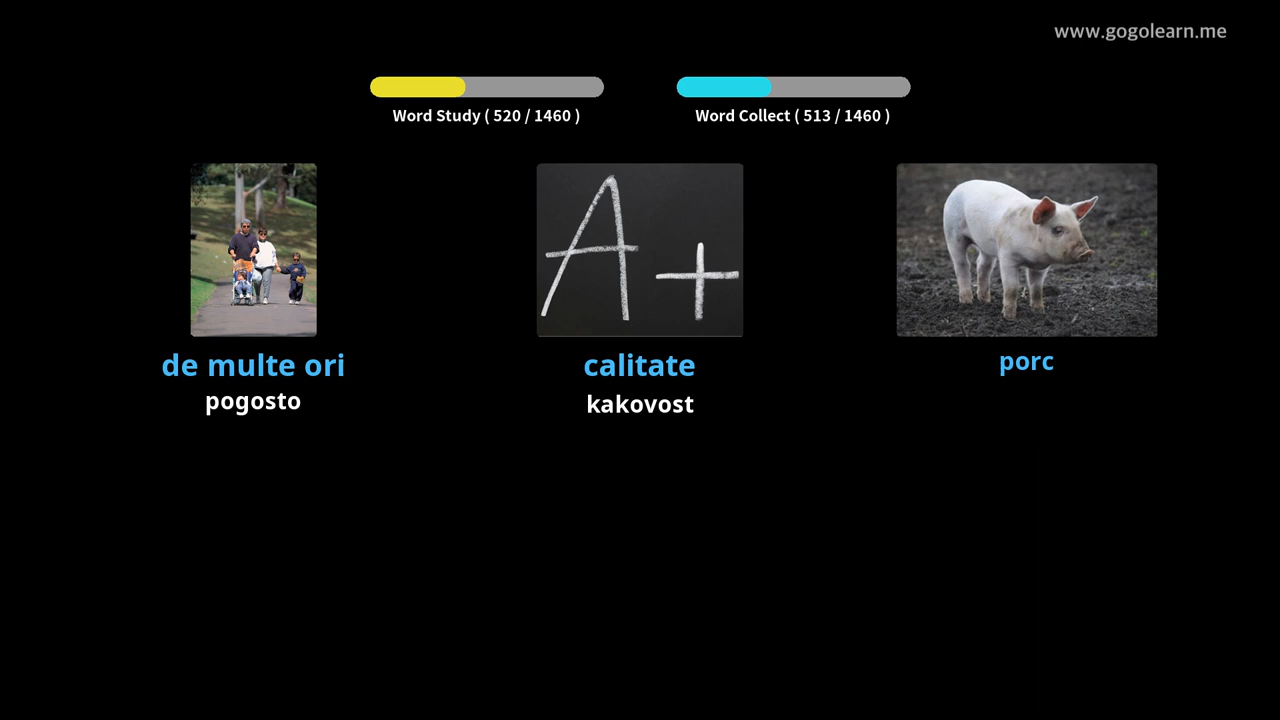 www.gogolearn.me
Word Study ( 520 / 1460 )
Word Collect ( 513 / 1460 )
A+
de multe ori
pogosto
calitate
kakovost
porc